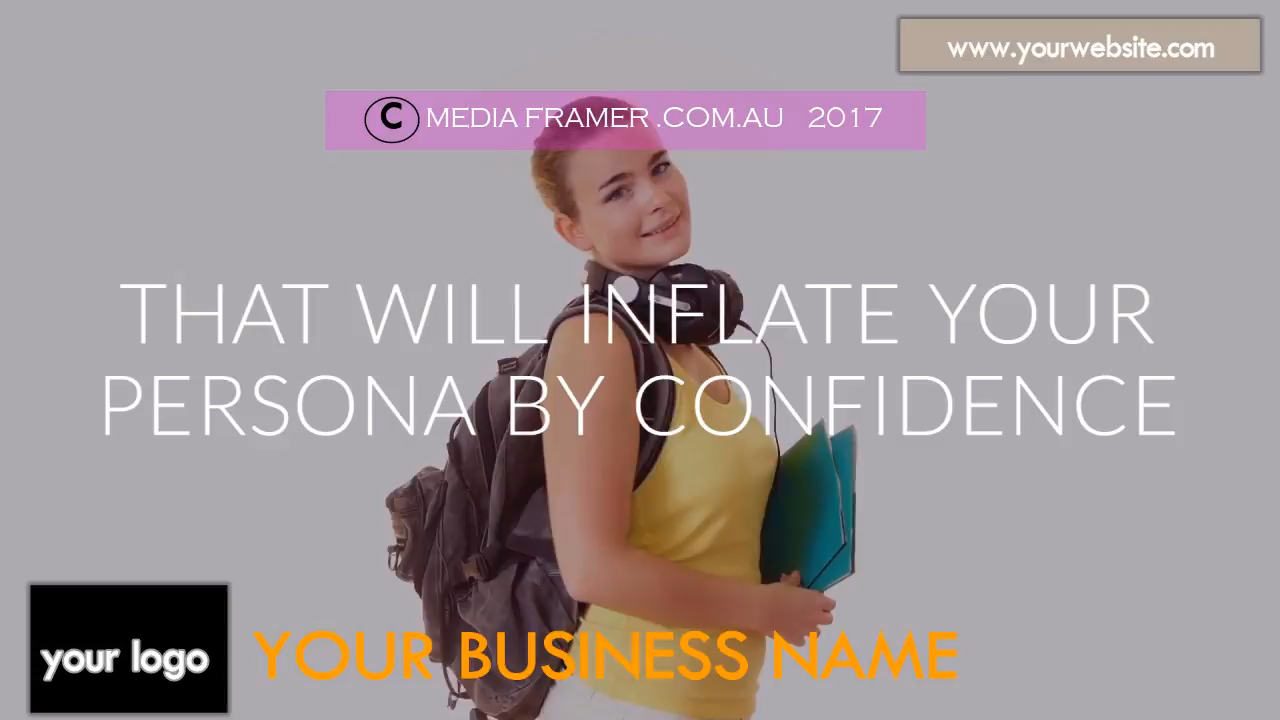 www.yourwebsite.com
C MEDIA FRAMER .COM.AU 2017
THAT WILL INFLATE YOUR
PERSONA BY CONFIDENCE
your logo
YOUR BUSINESS NAME